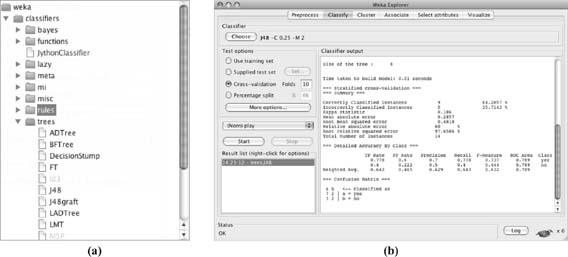 weka
classifiers
bayes
functions
JythonClassifier
lazy
meta
mi
misc
rules
trees
ADTree
BFTree
DecisionStump
FT
Id3
J48
J48graft
LADTree
LMT
M5P
(a)
Weka Explorer
Preprocess Classify Cluster Associate Select attributes Visualize
Classifier
Choose J48 -C 0.25 -M 2
Test options
Use training set
Supplied test set Set...
Cross-validation Folds 10
Percentage split % 66
More options...
(Nom) play
Start Stop
Result list (right-click for options)
Classifier output
Size of the tree : 8
Time taken to build model: 0.01 seconds
=== Stratified cross-validation ===
=== Summary ===
Correctly Classified Instances 9 64.2857 %
Incorrectly Classified Instances 5 35.7143 %
Kappa statistic 0.186
Mean absolute error 0.2857
Root mean squared error 0.4818
Relative absolute error 60 %
Root relative squared error 97.6586 %
Total Number of Instances 14
=== Detailed Accuracy By Class ===
TP Rate FP Rate Precision Recall F-Measure ROC Area Class
0.778 0.6 0.7 0.778 0.737 0.789 yes
0.4 0.222 0.5 0.4 0.444 0.789 no
Weighted Avg. 0.643 0.465 0.629 0.643 0.632 0.789
=== Confusion Matrix ===
a b <-- classified as
7 2 | a = yes
3 2 | b = no
Status
OK
Log
x 0
(b)